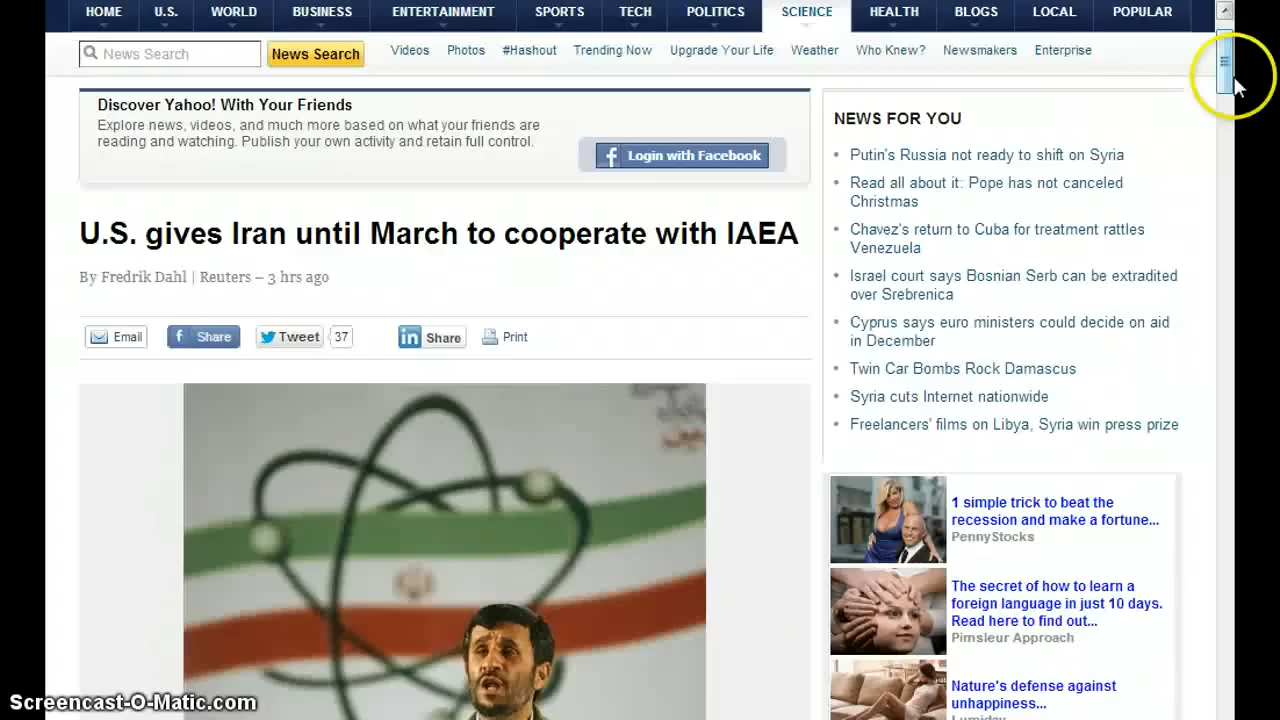 HOME U.S. WORLD BUSINESS ENTERTAINMENT SPORTS TECH POLITICS SCIENCE HEALTH BLOGS LOCAL POPULAR
News Search News Search Videos Photos #Hashout Trending Now Upgrade Your Life Weather Who Knew? Newsmakers Enterprise
Discover Yahoo! With Your Friends
Explore news, videos, and much more based on what your friends are
reading and watching. Publish your own activity and retain full control.
Login with Facebook
U.S. gives Iran until March to cooperate with IAEA
By Fredrik Dahl | Reuters – 3 hrs ago
Email Share Tweet 37 Share Print
NEWS FOR YOU
Putin's Russia not ready to shift on Syria
Read all about it: Pope has not canceled
Christmas
Chavez's return to Cuba for treatment rattles
Venezuela
Israel court says Bosnian Serb can be extradited
over Srebrenica
Cyprus says euro ministers could decide on aid
in December
Twin Car Bombs Rock Damascus
Syria cuts Internet nationwide
Freelancers' films on Libya, Syria win press prize
1 simple trick to beat the
recession and make a fortune...
PennyStocks
The secret of how to learn a
foreign language in just 10 days.
Read here to find out...
Pimsleur Approach
Nature's defense against
unhappiness...
Screencast-O-Matic.com